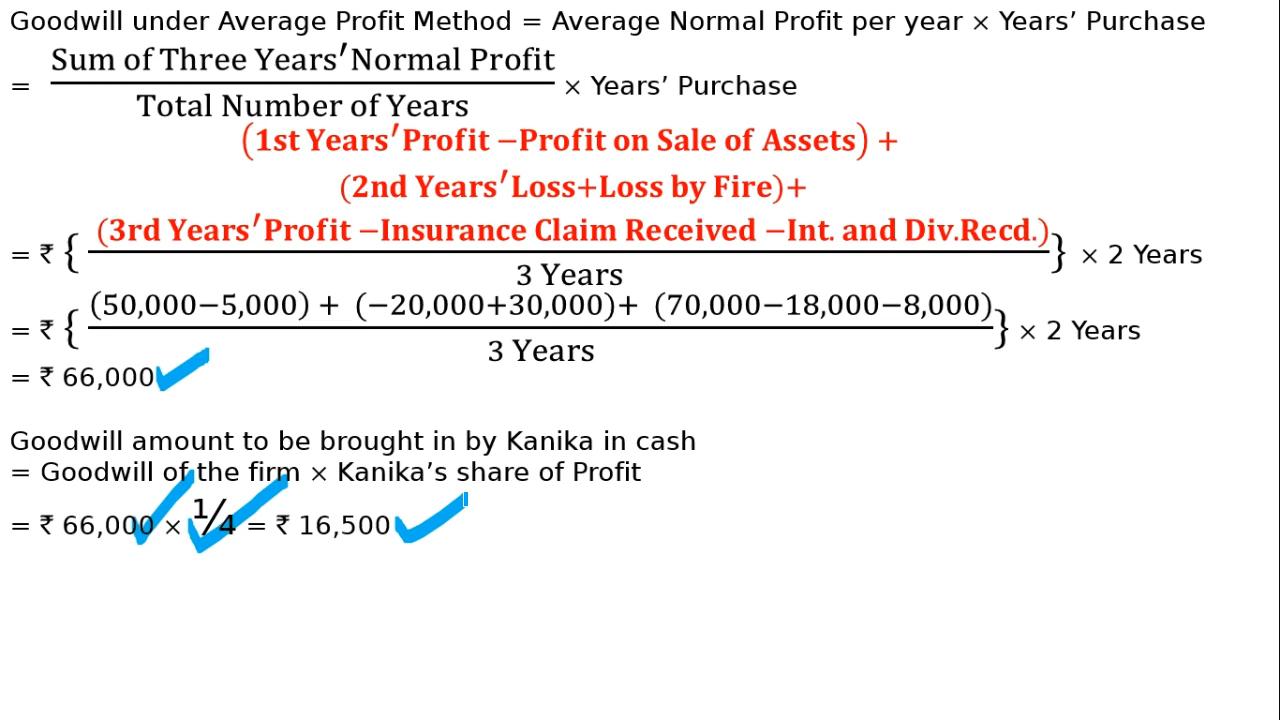 Goodwill under Average Profit Method = Average Normal Profit per year × Years’ Purchase
= Sum of Three Years′Normal Profit / Total Number of Years × Years’ Purchase
(1st Years′Profit −Profit on Sale of Assets) +
(2nd Years′Loss+Loss by Fire)+
(3rd Years′Profit −Insurance Claim Received −Int. and Div.Recd.)
= ₹ { } × 2 Years
3 Years
(50,000−5,000) + (−20,000+30,000)+ (70,000−18,000−8,000)
= ₹ { } × 2 Years
3 Years
= ₹ 66,000
Goodwill amount to be brought in by Kanika in cash
= Goodwill of the firm × Kanika’s share of Profit
= ₹ 66,000 × 1/4 = ₹ 16,500